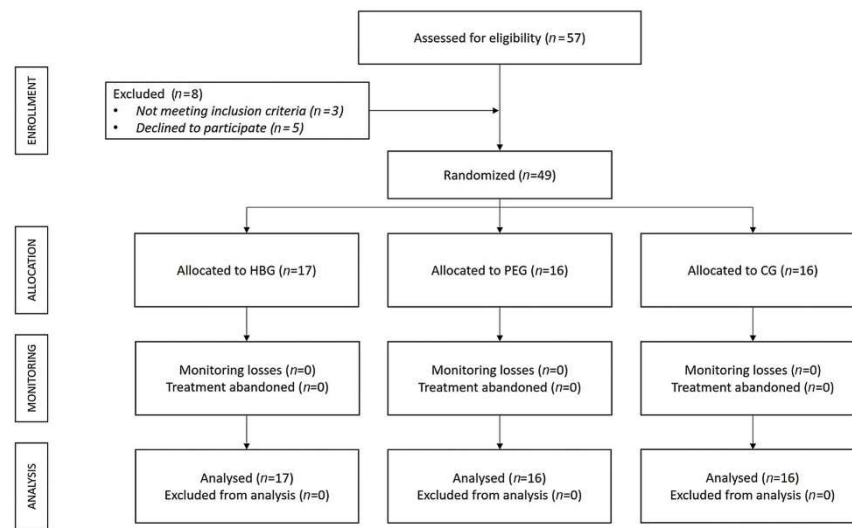 Assessed for eligibility (n=57)
ENROLLMENT
Excluded (n=8)
• Not meeting inclusion criteria (n=3)
• Declined to participate (n=5)
Randomized (n=49)
ALLOCATION
Allocated to HBG (n=17)
Allocated to PEG (n=16)
Allocated to CG (n=16)
MONITORING
Monitoring losses (n=0)
Treatment abandoned (n=0)
Monitoring losses (n=0)
Treatment abandoned (n=0)
Monitoring losses (n=0)
Treatment abandoned (n=0)
ANALYSIS
Analysed (n=17)
Excluded from analysis (n=0)
Analysed (n=16)
Excluded from analysis (n=0)
Analysed (n=16)
Excluded from analysis (n=0)